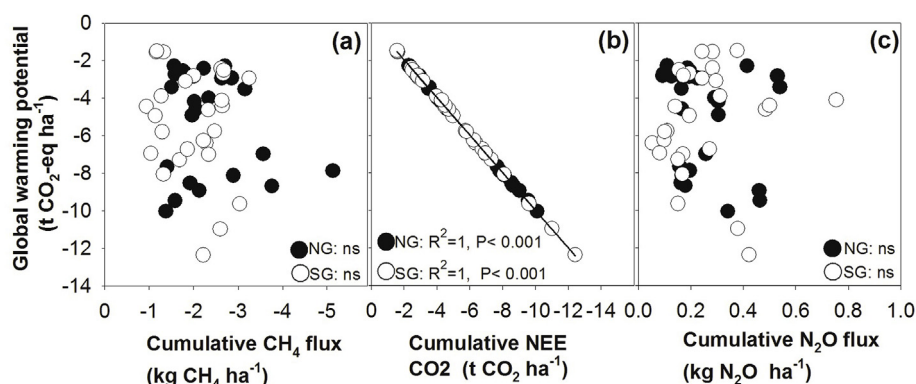 Global warming potential
(t CO₂-eq ha⁻¹)
0
-2
-4
-6
-8
-10
-12
-14
(a)
NG: ns
SG: ns
0 -1 -2 -3 -4 -5
Cumulative CH₄ flux
(kg CH₄ ha⁻¹)
(b)
NG: R²=1, P< 0.001
SG: R²=1, P< 0.001
0 -2 -4 -6 -8 -10 -12 -14
Cumulative NEE
CO2 (t CO₂ ha⁻¹)
(c)
NG: ns
SG: ns
0.0 0.2 0.4 0.6 0.8 1.0
Cumulative N₂O flux
(kg N₂O ha⁻¹)